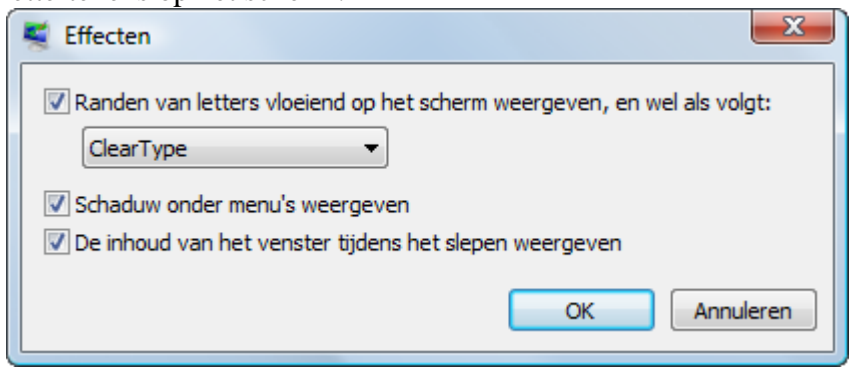 Effecten
Randen van letters vloeiend op het scherm weergeven, en wel als volgt:
ClearType
Schaduw onder menu's weergeven
De inhoud van het venster tijdens het slepen weergeven
OK Annuleren